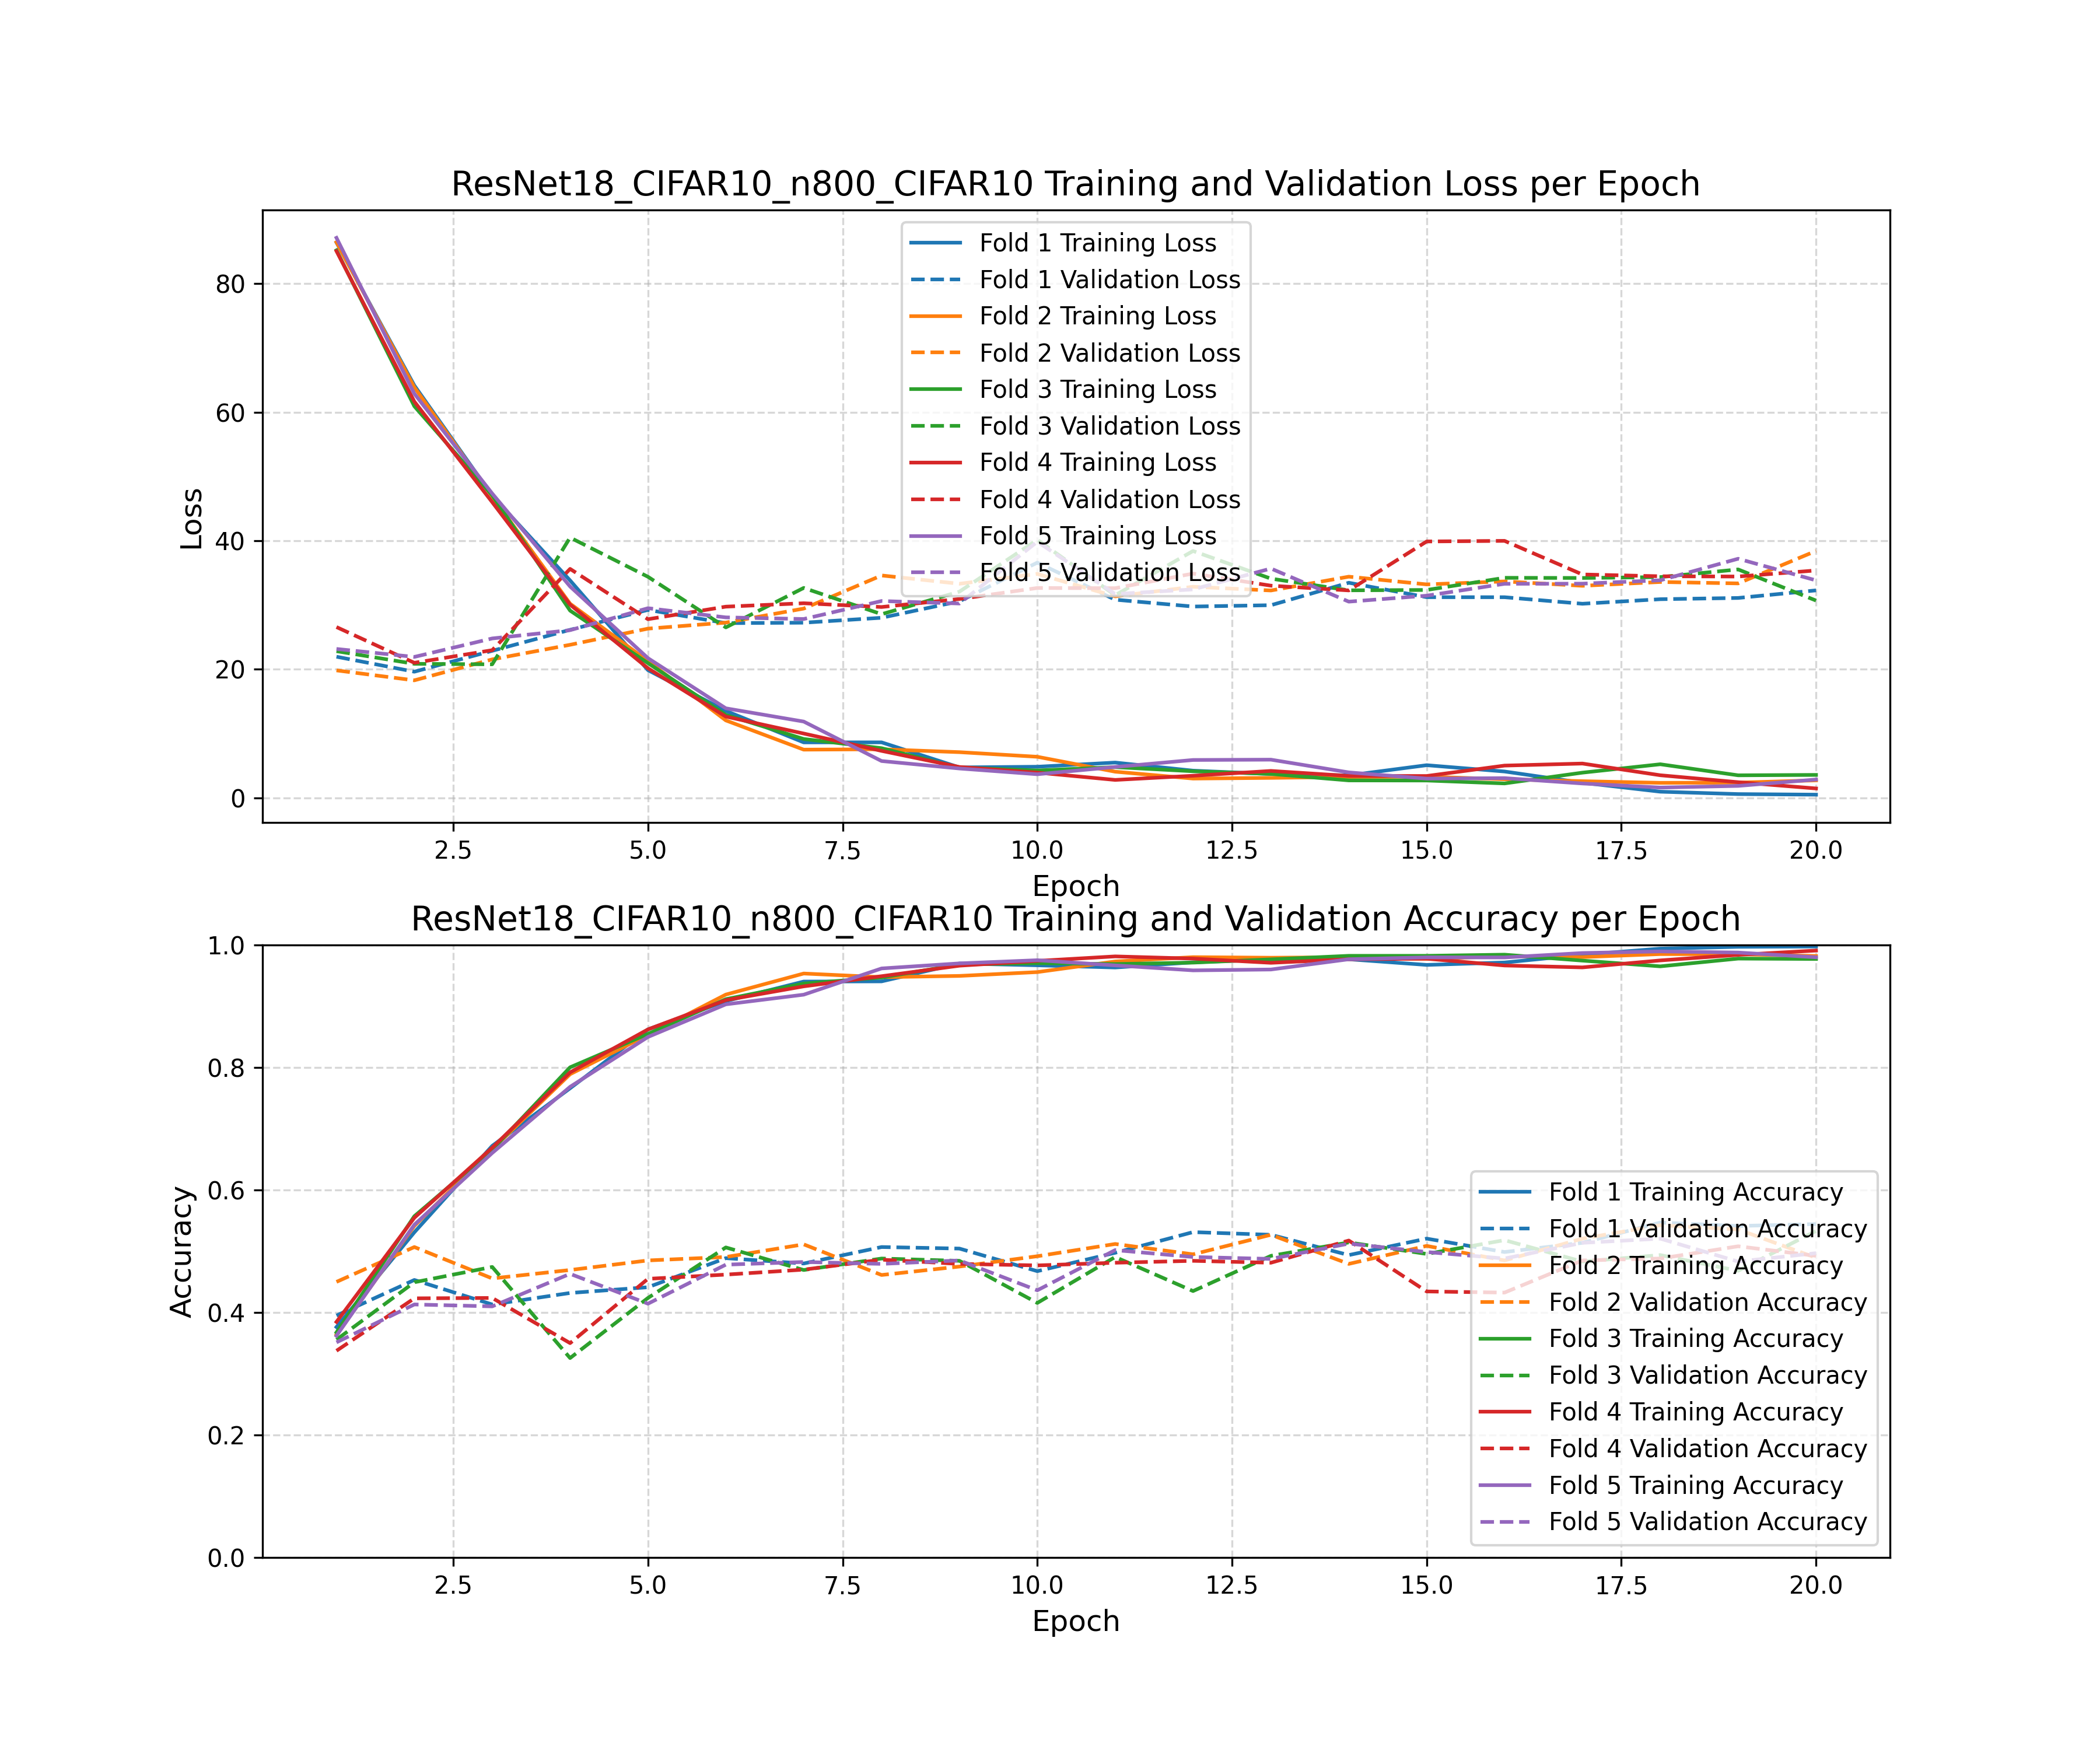 ResNet18_CIFAR10_n800_CIFAR10 Training and Validation Loss per Epoch
Loss
80
60
40
20
0
Fold 1 Training Loss
Fold 1 Validation Loss
Fold 2 Training Loss
Fold 2 Validation Loss
Fold 3 Training Loss
Fold 3 Validation Loss
Fold 4 Training Loss
Fold 4 Validation Loss
Fold 5 Training Loss
Fold 5 Validation Loss
2.5 5.0 7.5 10.0 12.5 15.0 17.5 20.0
Epoch
ResNet18_CIFAR10_n800_CIFAR10 Training and Validation Accuracy per Epoch
Accuracy
1.0
0.8
0.6
0.4
0.2
0.0
Fold 1 Training Accuracy
Fold 1 Validation Accuracy
Fold 2 Training Accuracy
Fold 2 Validation Accuracy
Fold 3 Training Accuracy
Fold 3 Validation Accuracy
Fold 4 Training Accuracy
Fold 4 Validation Accuracy
Fold 5 Training Accuracy
Fold 5 Validation Accuracy
2.5 5.0 7.5 10.0 12.5 15.0 17.5 20.0
Epoch